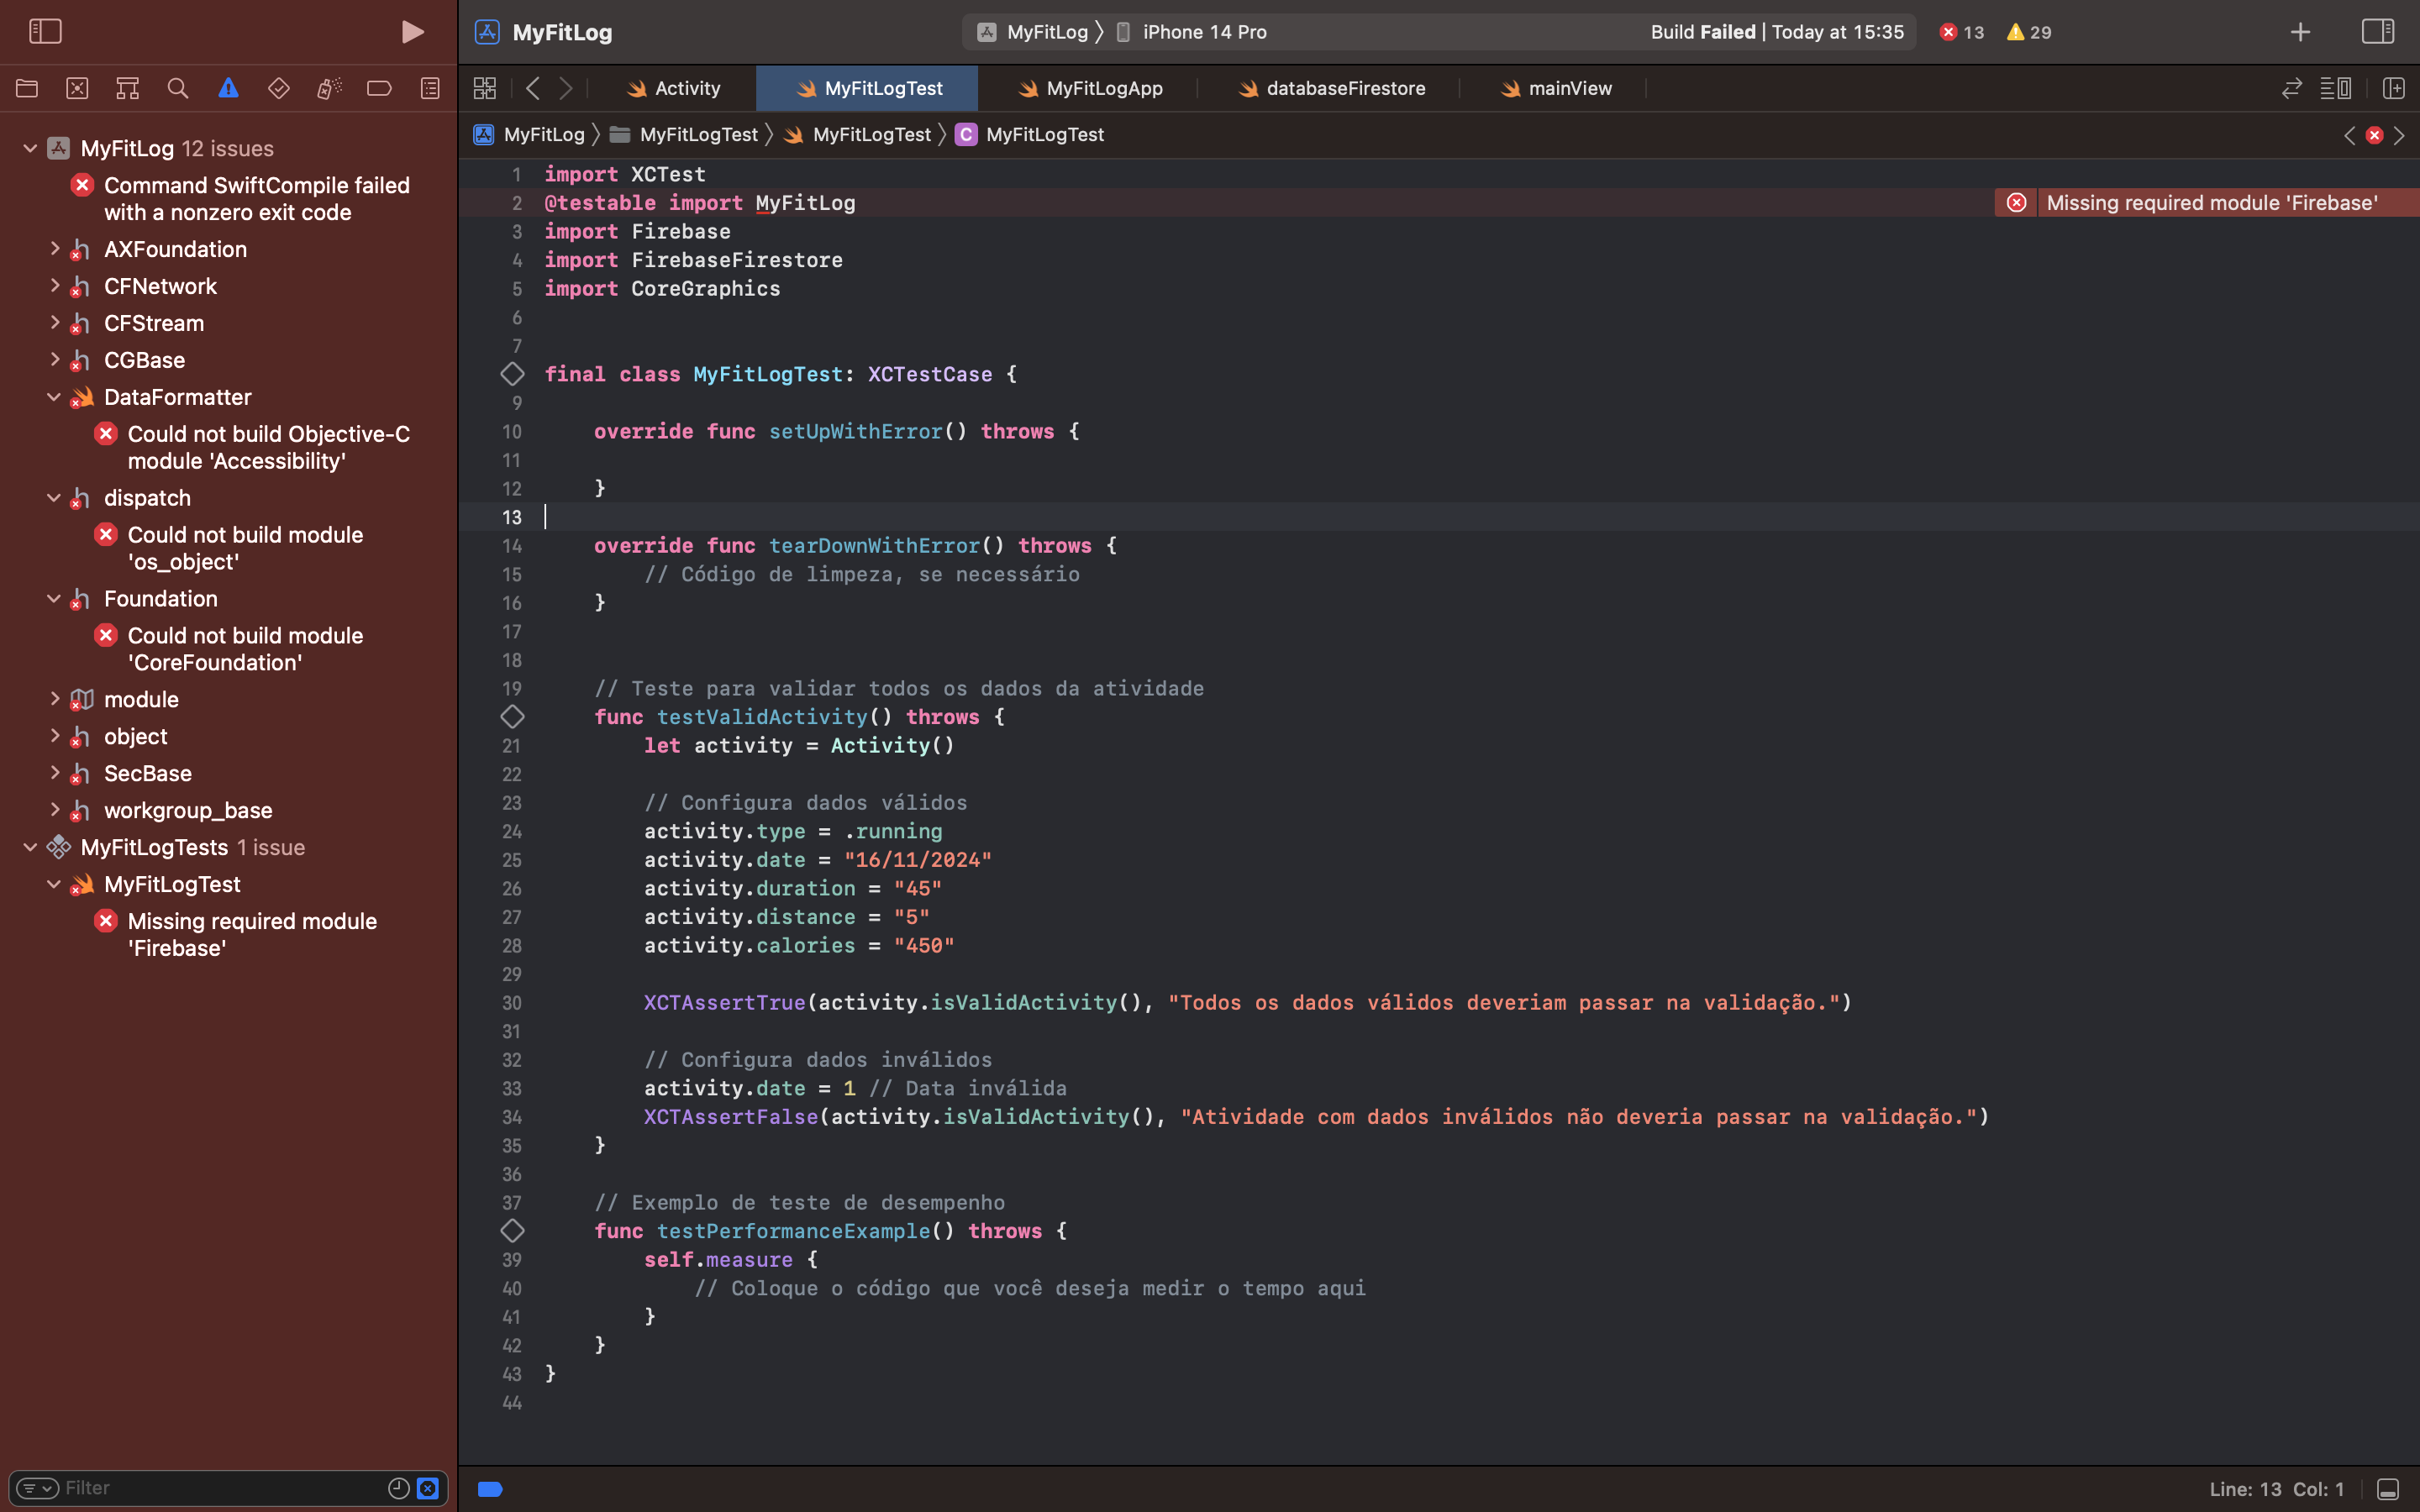 MyFitLog
MyFitLog
iPhone 14 Pro
Build Failed | Today at 15:35
13
29
Activity
MyFitLogTest
MyFitLogApp
databaseFirestore
mainView
MyFitLog
MyFitLogTest
MyFitLogTest
C
MyFitLogTest
MyFitLog 12 issues
Command SwiftCompile failed
with a nonzero exit code
AXFoundation
CFNetwork
CFStream
CGBase
DataFormatter
Could not build Objective-C
module 'Accessibility'
dispatch
Could not build module
'os_object'
Foundation
Could not build module
'CoreFoundation'
module
object
SecBase
workgroup_base
MyFitLogTests 1 issue
MyFitLogTest
Missing required module
'Firebase'
Filter
1 import XCTest
2 @testable import MyFitLog
Missing required module 'Firebase'
3 import Firebase
4 import FirebaseFirestore
5 import CoreGraphics
6
7
final class MyFitLogTest: XCTestCase {
9
10 override func setUpWithError() throws {
11
12 }
13
14 override func tearDownWithError() throws {
15 // Código de limpeza, se necessário
16 }
17
18
19 // Teste para validar todos os dados da atividade
func testValidActivity() throws {
21 let activity = Activity()
22
23 // Configura dados válidos
24 activity.type = .running
25 activity.date = "16/11/2024"
26 activity.duration = "45"
27 activity.distance = "5"
28 activity.calories = "450"
29
30 XCTAssertTrue(activity.isValidActivity(), "Todos os dados válidos deveriam passar na validação.")
31
32 // Configura dados inválidos
33 activity.date = 1 // Data inválida
34 XCTAssertFalse(activity.isValidActivity(), "Atividade com dados inválidos não deveria passar na validação.")
35 }
36
37 // Exemplo de teste de desempenho
func testPerformanceExample() throws {
39 self.measure {
40 // Coloque o código que você deseja medir o tempo aqui
41 }
42 }
43 }
44
Line: 13 Col: 1